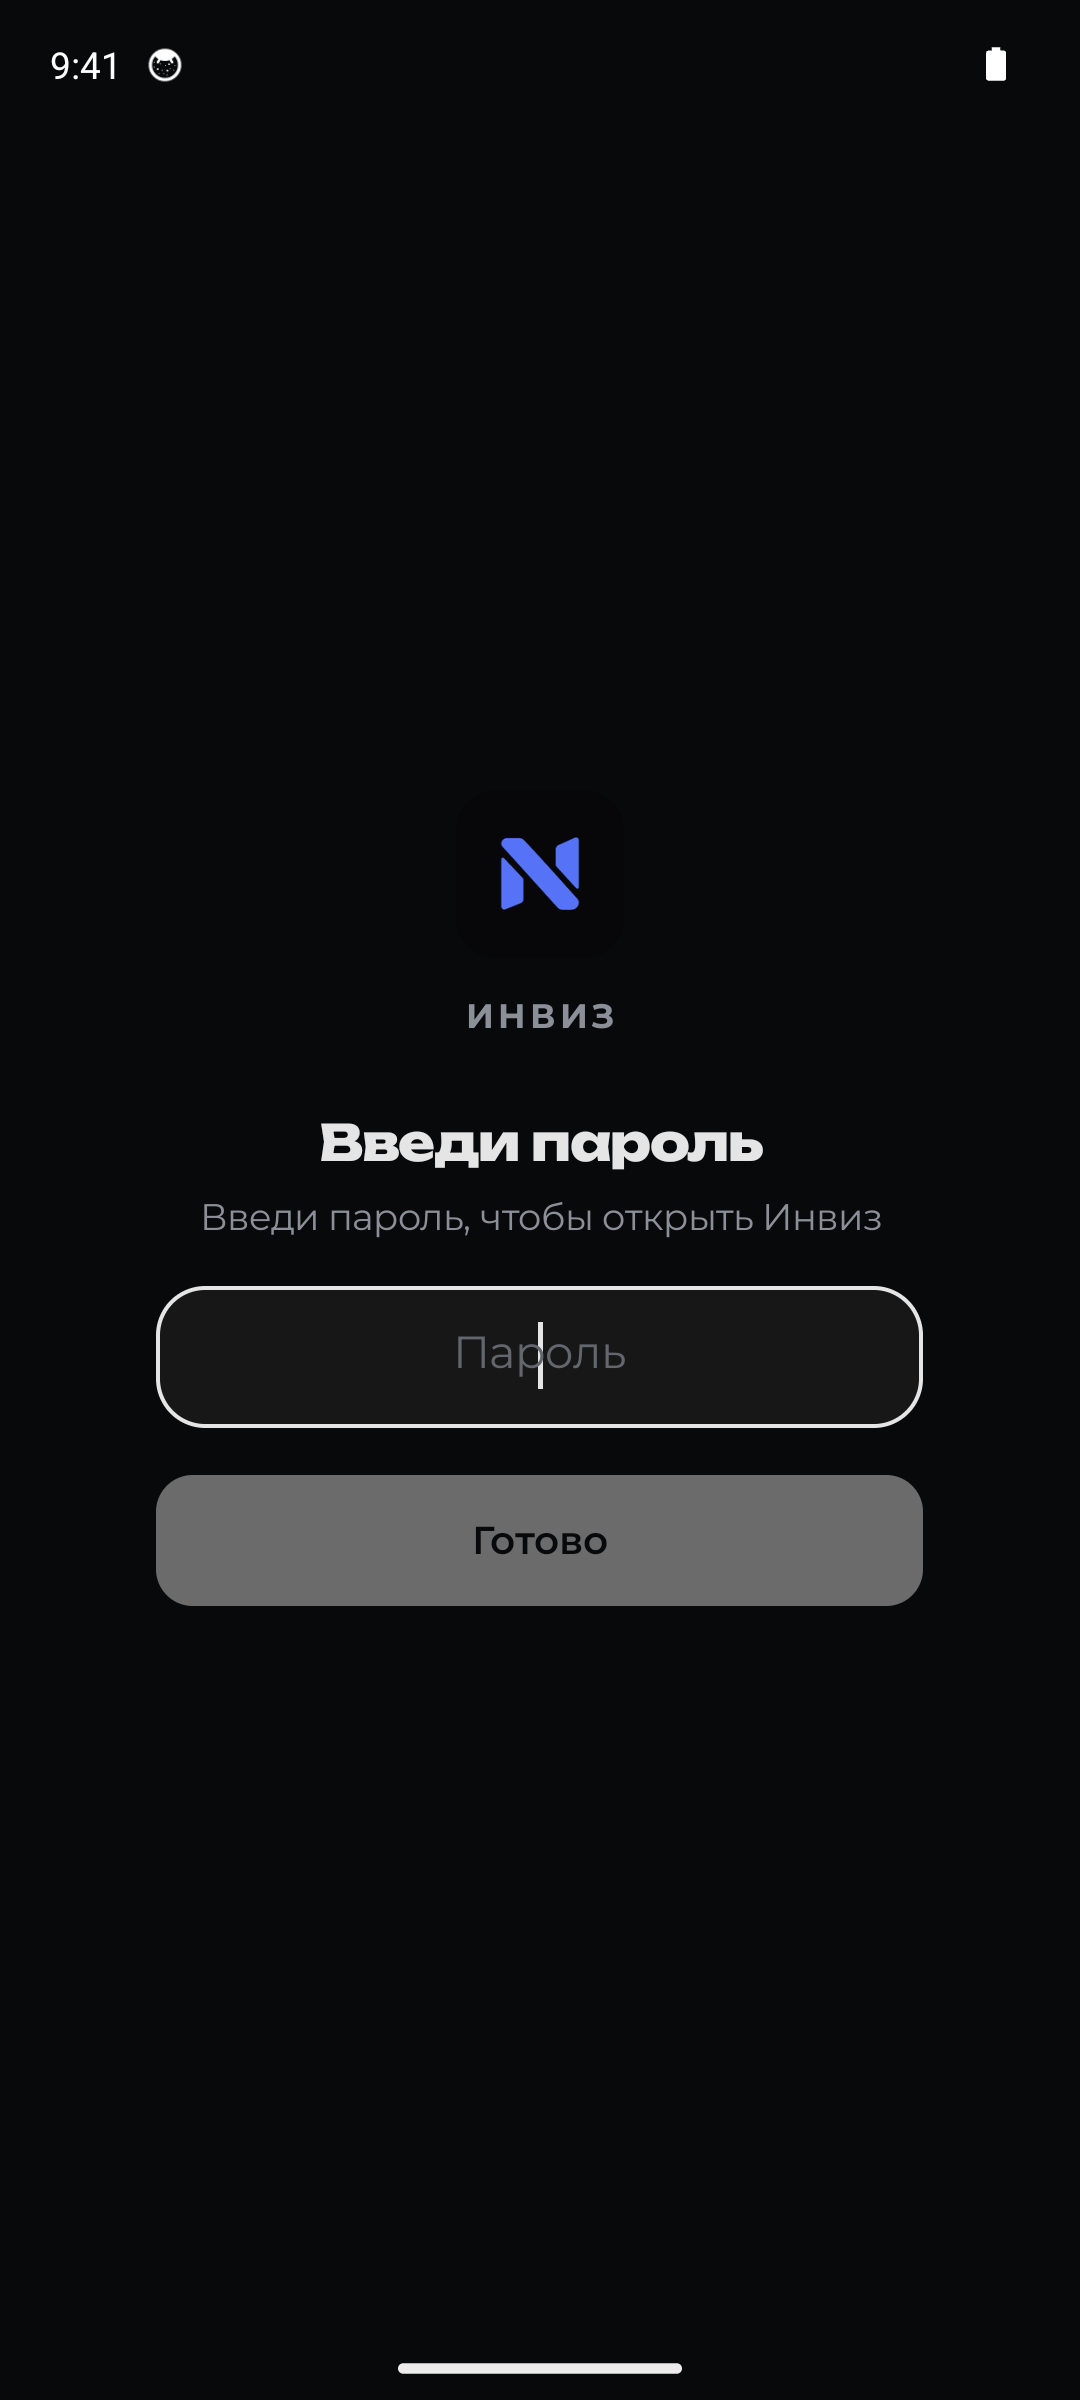 9:41
ИНВИЗ
Введи пароль
Введи пароль, чтобы открыть Инвиз
Пароль
Готово